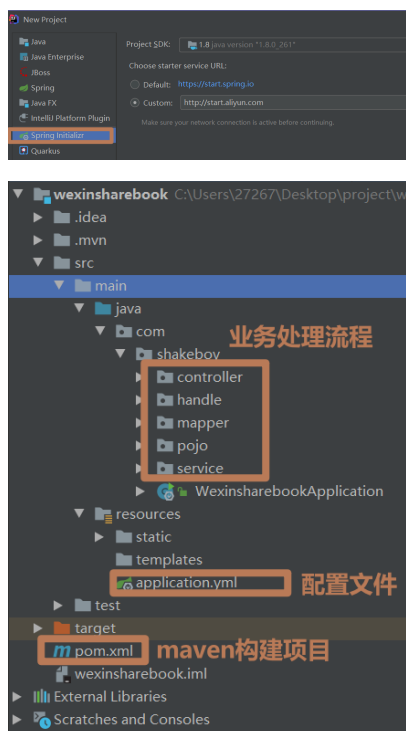 New Project
Java
Java Enterprise
JBoss
Spring
Java FX
IntelliJ Platform Plugin
Spring Initializr
Quarkus
Project SDK: 1.8 java version "1.8.0_261"
Choose starter service URL:
Default: https://start.spring.io
Custom: http://start.aliyun.com
Make sure your network connection is active before continuing.
wexinsharebook C:\Users\27267\Desktop\project\w
.idea
.mvn
src
main
java
com
业务处理流程
shakeboy
controller
handle
mapper
pojo
service
WexinsharebookApplication
resources
static
templates
application.yml 配置文件
test
target
pom.xml maven构建项目
wexinsharebook.iml
External Libraries
Scratches and Consoles